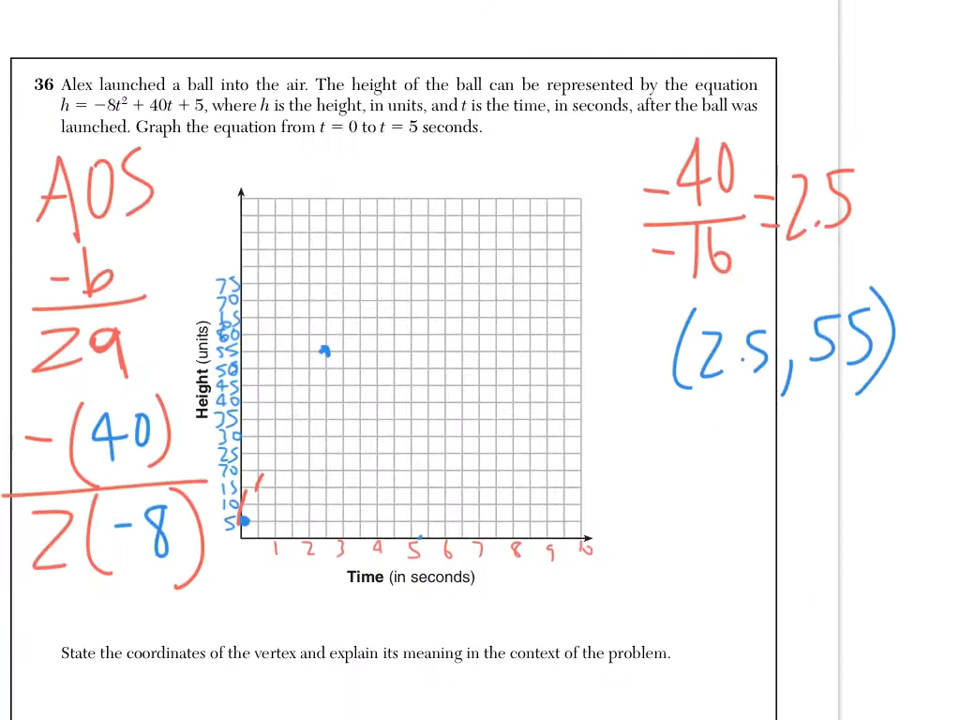 36 Alex launched a ball into the air. The height of the ball can be represented by the equation
h = −8t² + 40t + 5, where h is the height, in units, and t is the time, in seconds, after the ball was
launched. Graph the equation from t = 0 to t = 5 seconds.
AOS
-b
2a
-(40)
2(-8)
-40
-16
=2.5
(2.5, 55)
Height (units)
75
70
65
60
55
50
45
40
35
30
25
20
15
10
5
1 2 3 4 5 6 7 8 9 10
Time (in seconds)
State the coordinates of the vertex and explain its meaning in the context of the problem.